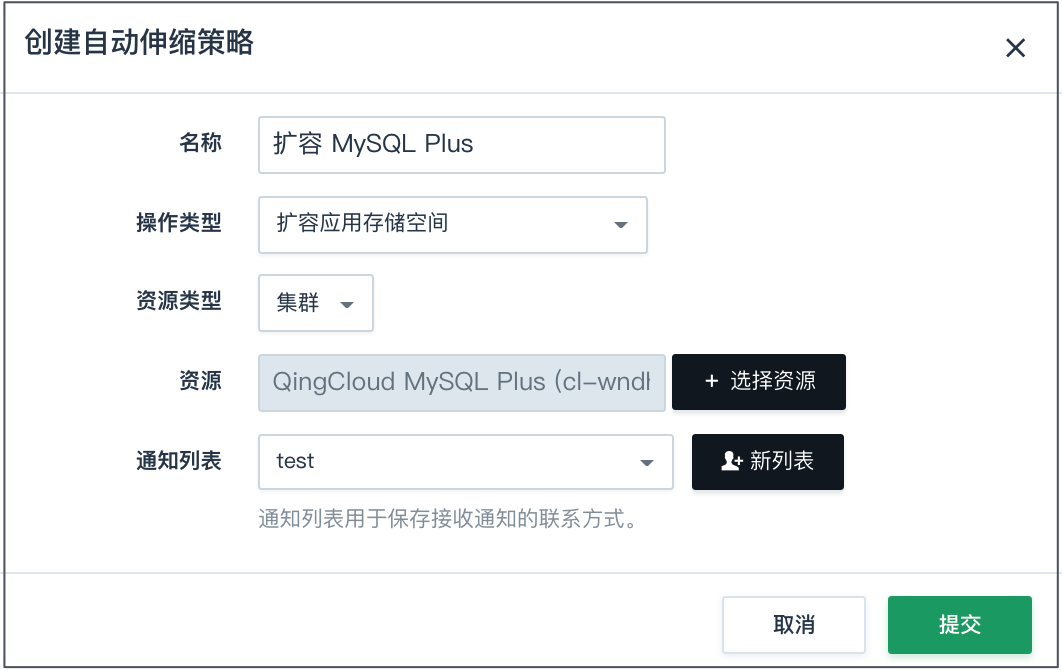 创建自动伸缩策略
名称 扩容 MySQL Plus
操作类型 扩容应用存储空间
资源类型 集群
资源 QingCloud MySQL Plus (cl-wndh + 选择资源
通知列表 test 新列表
通知列表用于保存接收通知的联系方式。
取消 提交